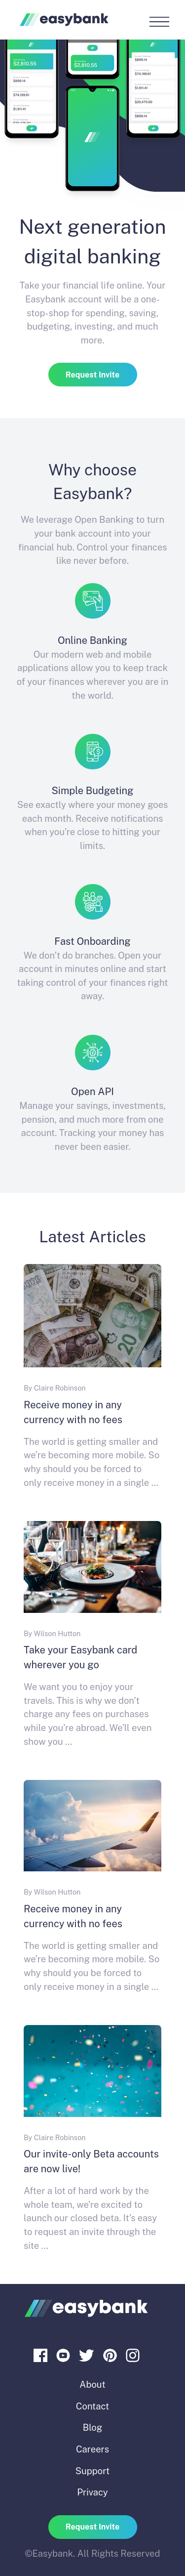 easybank
Next generation
digital banking
Take your financial life online. Your
Easybank account will be a one-
stop-shop for spending, saving,
budgeting, investing, and much
more.
Request Invite
Why choose
Easybank?
We leverage Open Banking to turn
your bank account into your
financial hub. Control your finances
like never before.
Online Banking
Our modern web and mobile
applications allow you to keep track
of your finances wherever you are in
the world.
Simple Budgeting
See exactly where your money goes
each month. Receive notifications
when you're close to hitting your
limits.
Fast Onboarding
We don't do branches. Open your
account in minutes online and start
taking control of your finances right
away.
Open API
Manage your savings, investments,
pension, and much more from one
account. Tracking your money has
never been easier.
Latest Articles
By Claire Robinson
Receive money in any
currency with no fees
The world is getting smaller and
we're becoming more mobile. So
why should you be forced to
only receive money in a single ...
By Wilson Hutton
Take your Easybank card
wherever you go
We want you to enjoy your
travels. This is why we don't
charge any fees on purchases
while you're abroad. We'll even
show you ...
By Wilson Hutton
Receive money in any
currency with no fees
The world is getting smaller and
we're becoming more mobile. So
why should you be forced to
only receive money in a single ...
By Claire Robinson
Our invite-only Beta accounts
are now live!
After a lot of hard work by the
whole team, we're excited to
launch our closed beta. It's easy
to request an invite through the
site ...
easybank
About
Contact
Blog
Careers
Support
Privacy
Request Invite
©Easybank. All Rights Reserved